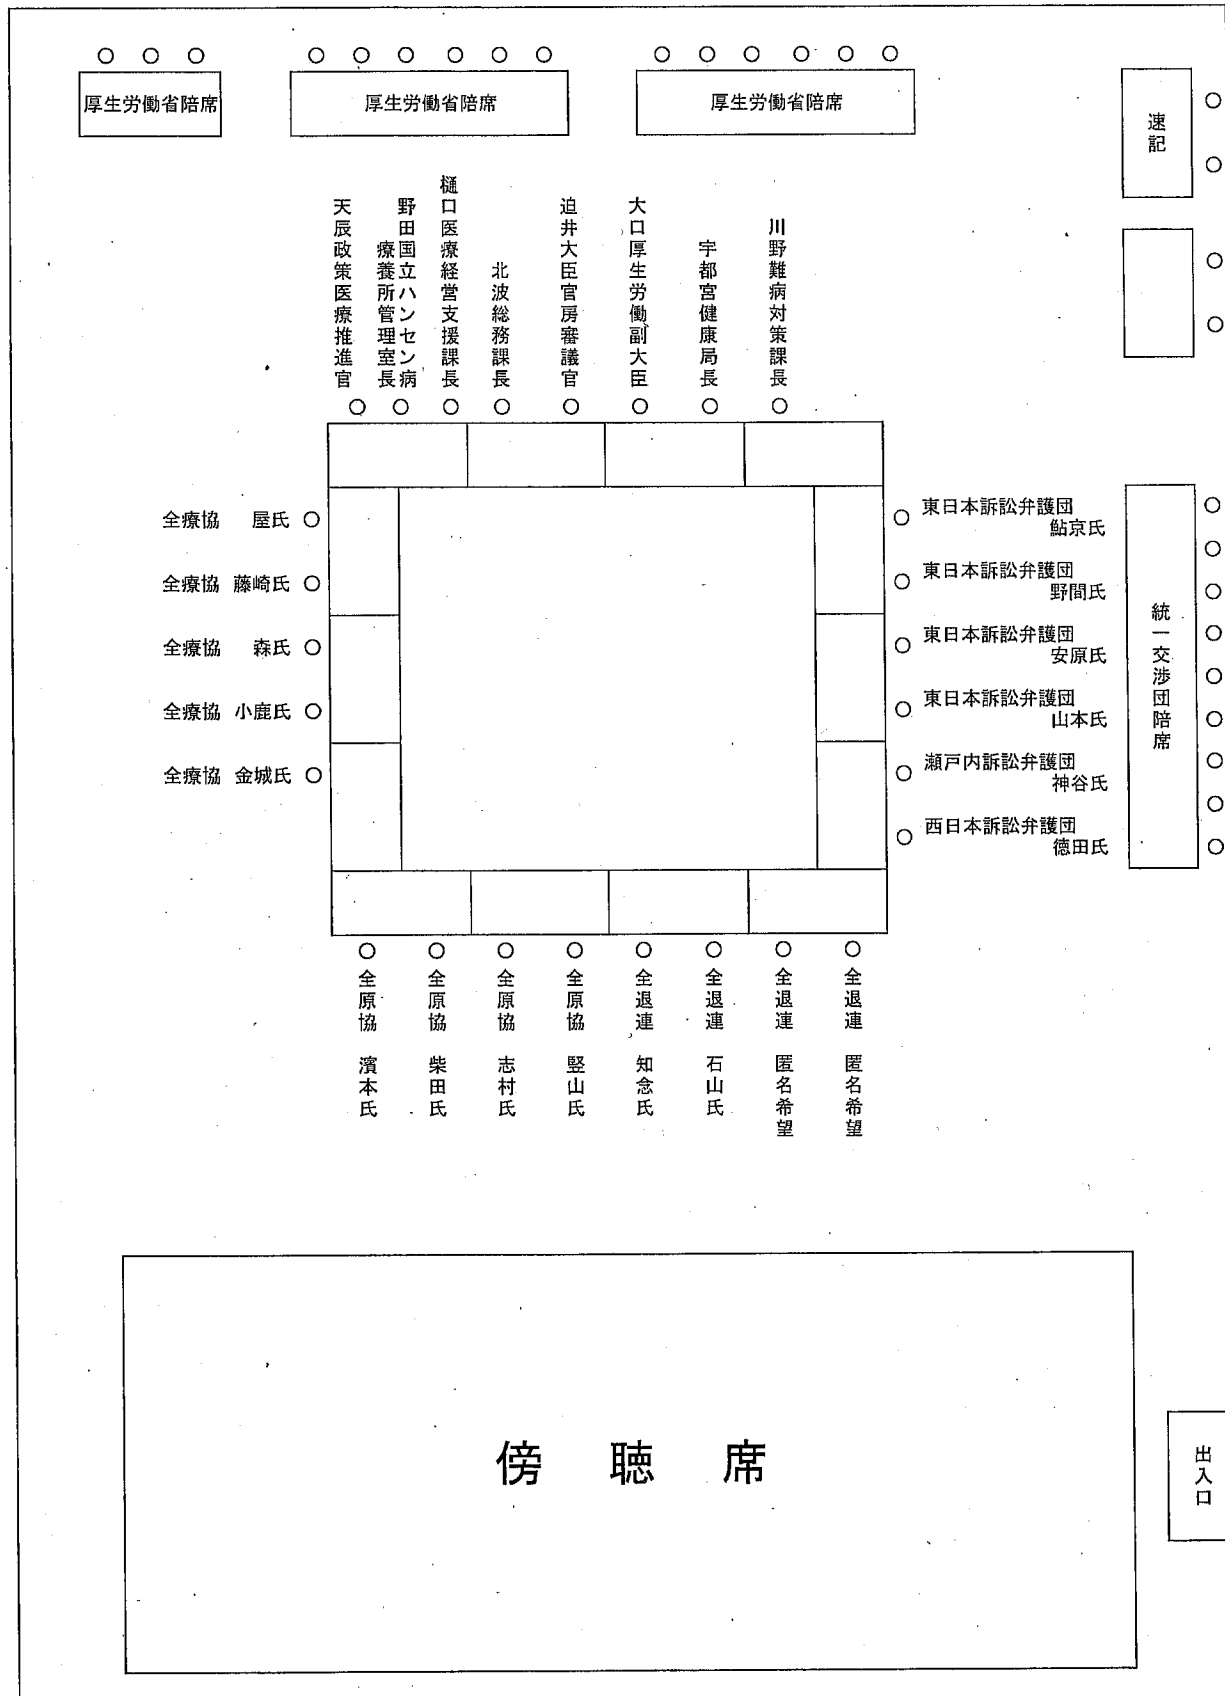 厚生労働省陪席
厚生労働省陪席
厚生労働省陪席
速記
天辰政策医療推進官
野田国立ハンセン病
療養所管理室長
樋口医療経営支援課長
北波総務課長
迫井大臣官房審議官
大口厚生労働副大臣
宇都宮健康局長
川野難病対策課長
全療協 屋氏
全療協 藤崎氏
全療協 森氏
全療協 小鹿氏
全療協 金城氏
東日本訴訟弁護団
鮎京氏
東日本訴訟弁護団
野間氏
東日本訴訟弁護団
安原氏
東日本訴訟弁護団
山本氏
瀬戸内訴訟弁護団
神谷氏
西日本訴訟弁護団
徳田氏
統一交渉団陪席
全原協 濱本氏
全原協 柴田氏
全原協 志村氏
全原協 竪山氏
全退連 知念氏
全退連 石山氏
全退連 匿名希望
全退連 匿名希望
傍聴席
出入口